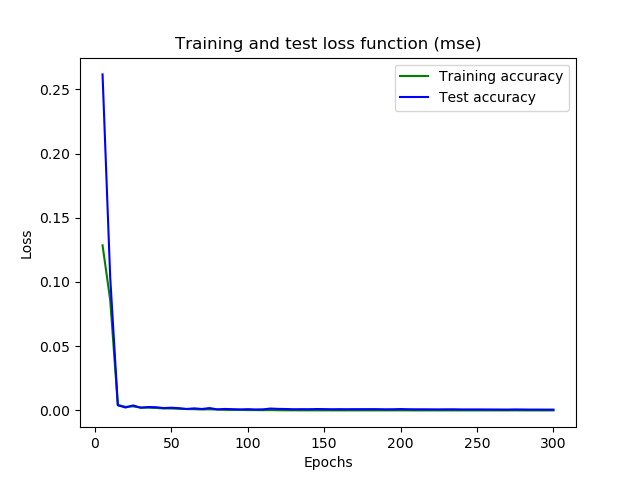 Training and test loss function (mse)
Training accuracy
Test accuracy
0.25
0.20
0.15
0.10
0.05
0.00
Loss
0 50 100 150 200 250 300
Epochs